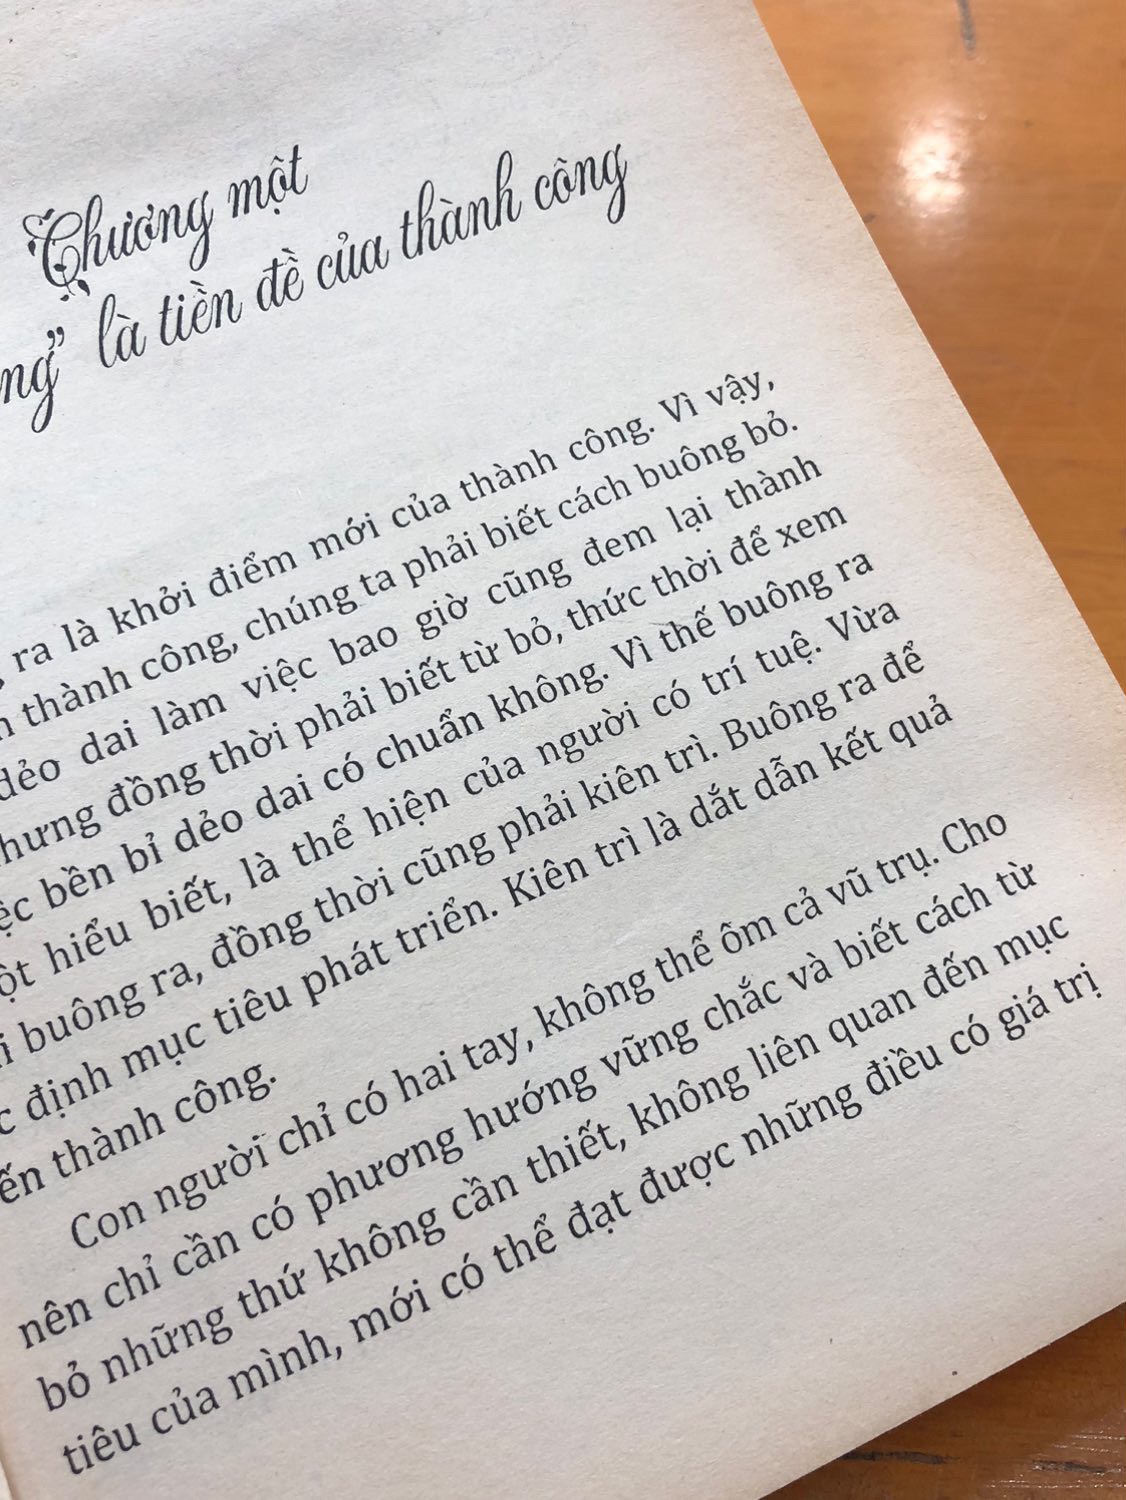 Chương một
là tiền đề của thành công
ra là khởi điểm mới của thành công. Vì vậy,
thành công, chúng ta phải biết cách buông bỏ.
dẻo dai làm việc bao giờ cũng đem lại thành
đồng thời phải biết từ bỏ, thức thời để xem
bền bỉ dẻo dai có chuẩn không. Vì thế buông ra
hiểu biết, là thể hiện của người có trí tuệ. Vừa
buông ra, đồng thời cũng phải kiên trì. Buông ra để
định mục tiêu phát triển. Kiên trì là dắt dẫn kết quả
thành công.
Con người chỉ có hai tay, không thể ôm cả vũ trụ. Cho
nên chỉ cần có phương hướng vững chắc và biết cách từ
bỏ những thứ không cần thiết, không liên quan đến mục
tiêu của mình, mới có thể đạt được những điều có giá trị